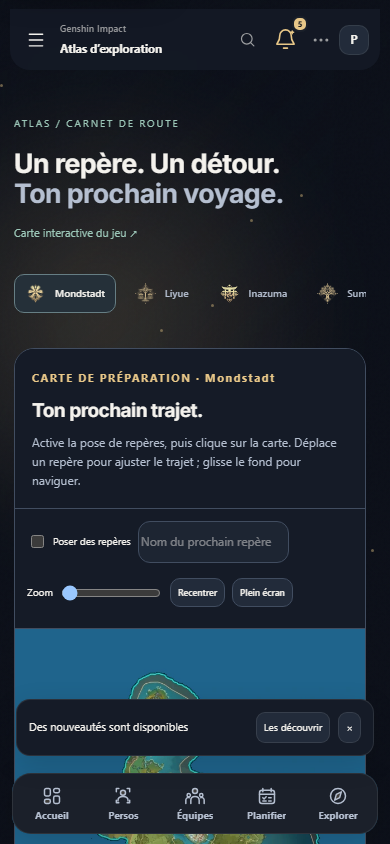 Genshin Impact
Atlas d'exploration
5
P
ATLAS / CARNET DE ROUTE
Un repère. Un détour.
Ton prochain voyage.
Carte interactive du jeu ↗
Mondstadt
Liyue
Inazuma
Sum
CARTE DE PRÉPARATION · Mondstadt
Ton prochain trajet.
Active la pose de repères, puis clique sur la carte. Déplace
un repère pour ajuster le trajet ; glisse le fond pour
naviguer.
Poser des repères
Nom du prochain repère
Zoom
Recentrer
Plein écran
Des nouveautés sont disponibles
Les découvrir
×
Accueil
Persos
Équipes
Planifier
Explorer